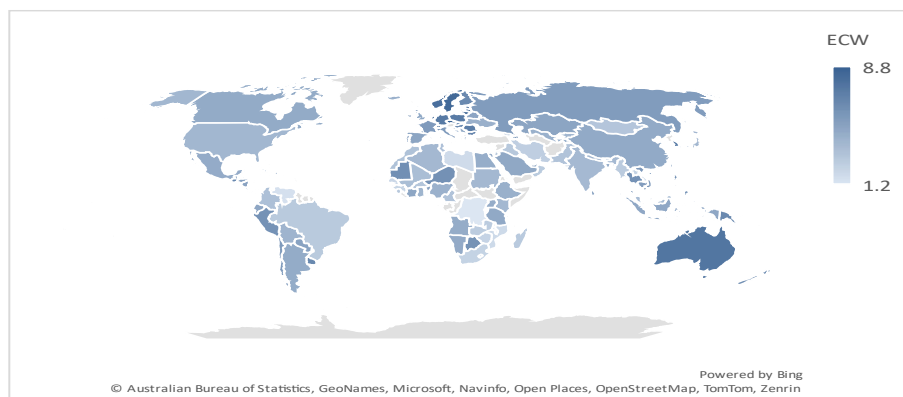 ECW
8.8
1.2
Powered by Bing
© Australian Bureau of Statistics, GeoNames, Microsoft, Navinfo, Open Places, OpenStreetMap, TomTom, Zenrin